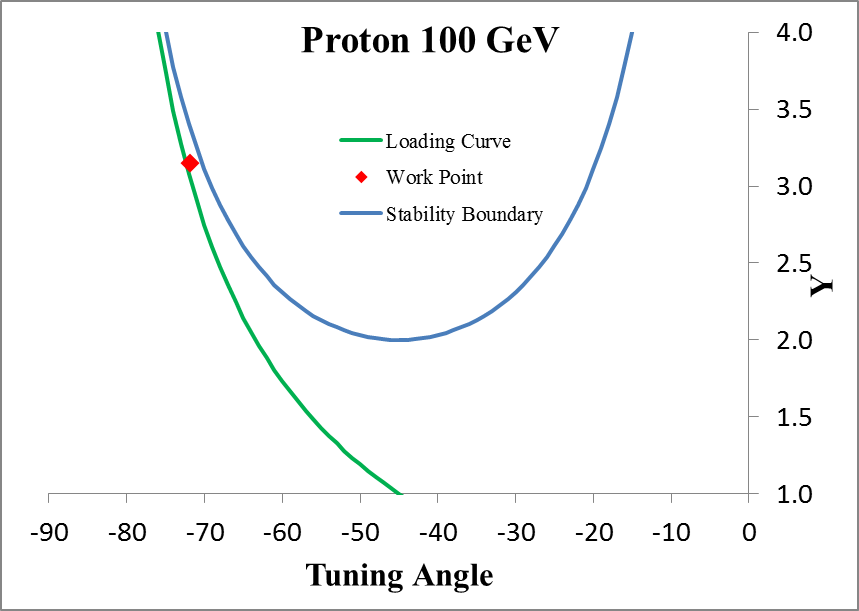 Proton 100 GeV
Loading Curve
Work Point
Stability Boundary
4.0
3.5
3.0
2.5
2.0
1.5
1.0
Y
-90 -80 -70 -60 -50 -40 -30 -20 -10 0
Tuning Angle